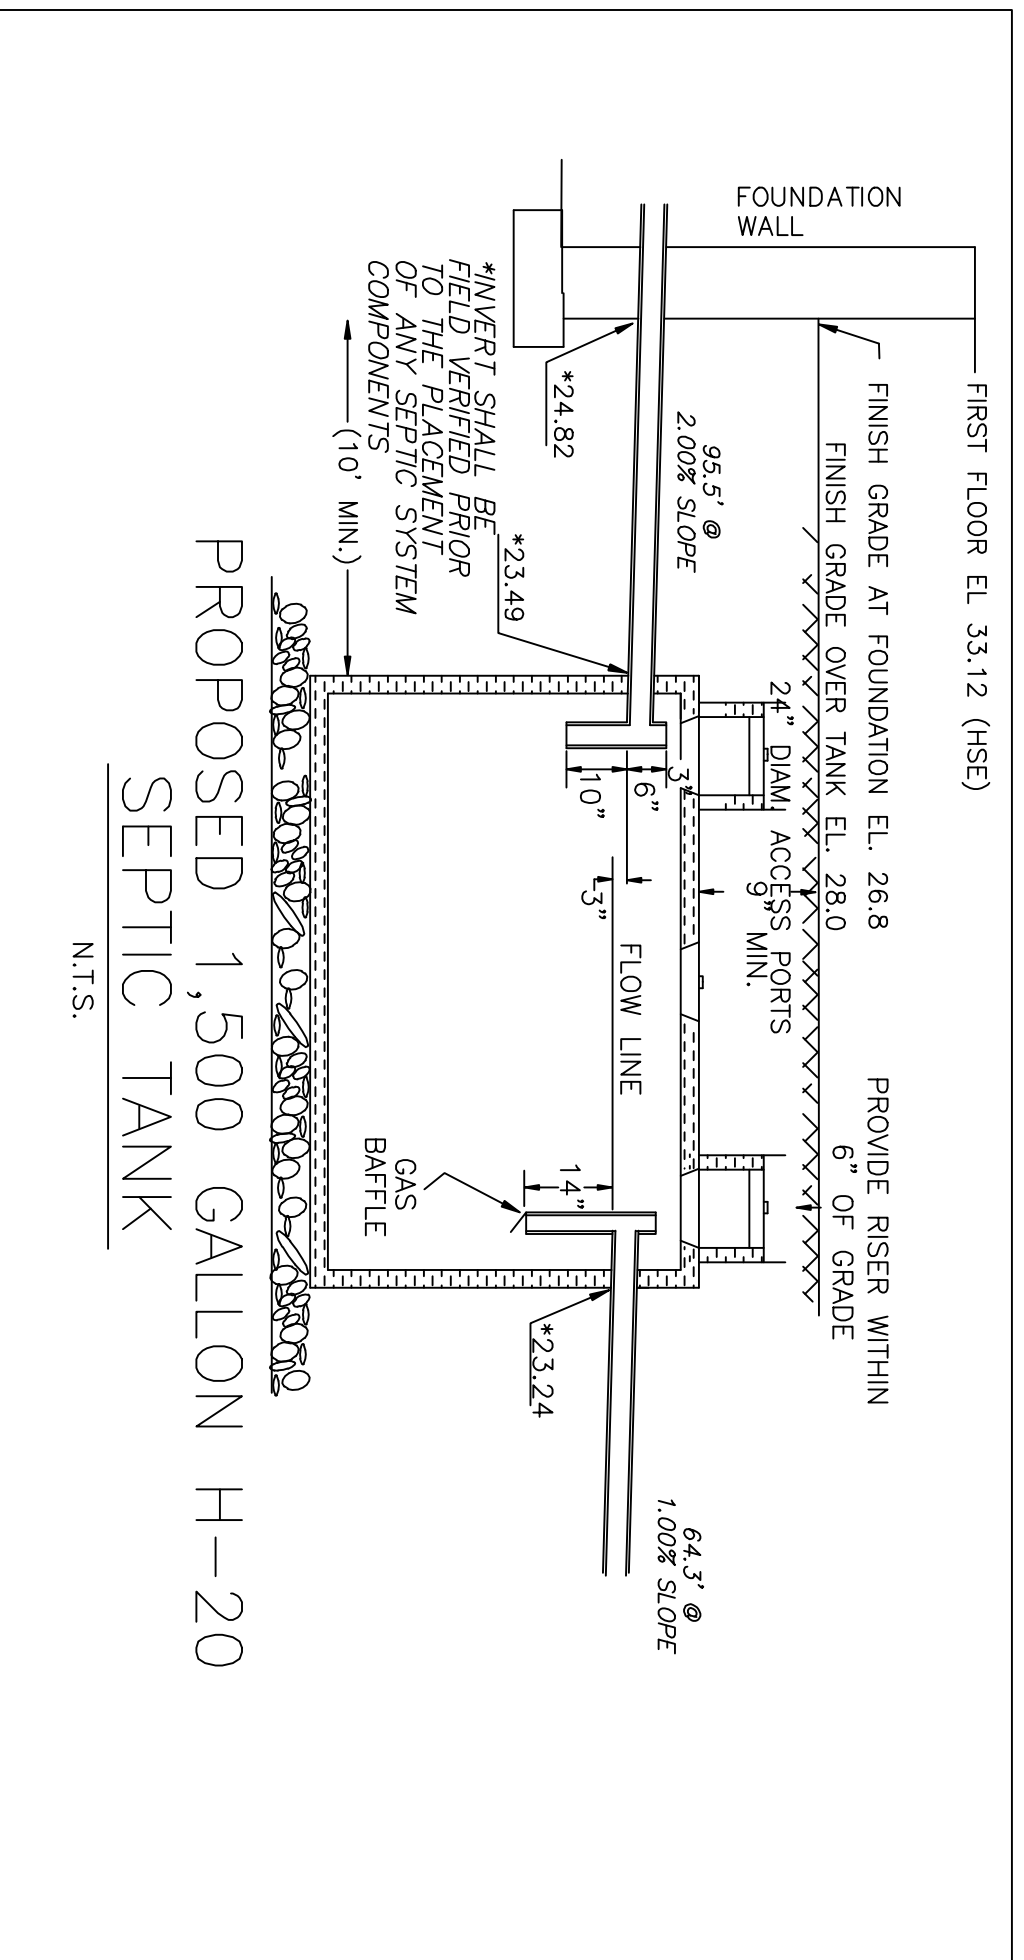 FIRST FLOOR EL 33.12 (HSE)
FOUNDATION
WALL
FINISH GRADE AT FOUNDATION EL. 26.8
FINISH GRADE OVER TANK EL. 28.0
PROVIDE RISER WITHIN
6" OF GRADE
24" DIAM. ACCESS PORTS
9" MIN.
95.5' @
2.00% SLOPE
64.3' @
1.00% SLOPE
3"
6"
10"
3"
FLOW LINE
14"
GAS
BAFFLE
*24.82
*23.49
*23.24
*INVERT SHALL BE
FIELD VERIFIED PRIOR
TO THE PLACEMENT
OF ANY SEPTIC SYSTEM
COMPONENTS
(10' MIN.)
PROPOSED 1,500 GALLON H-20
SEPTIC TANK
N.T.S.